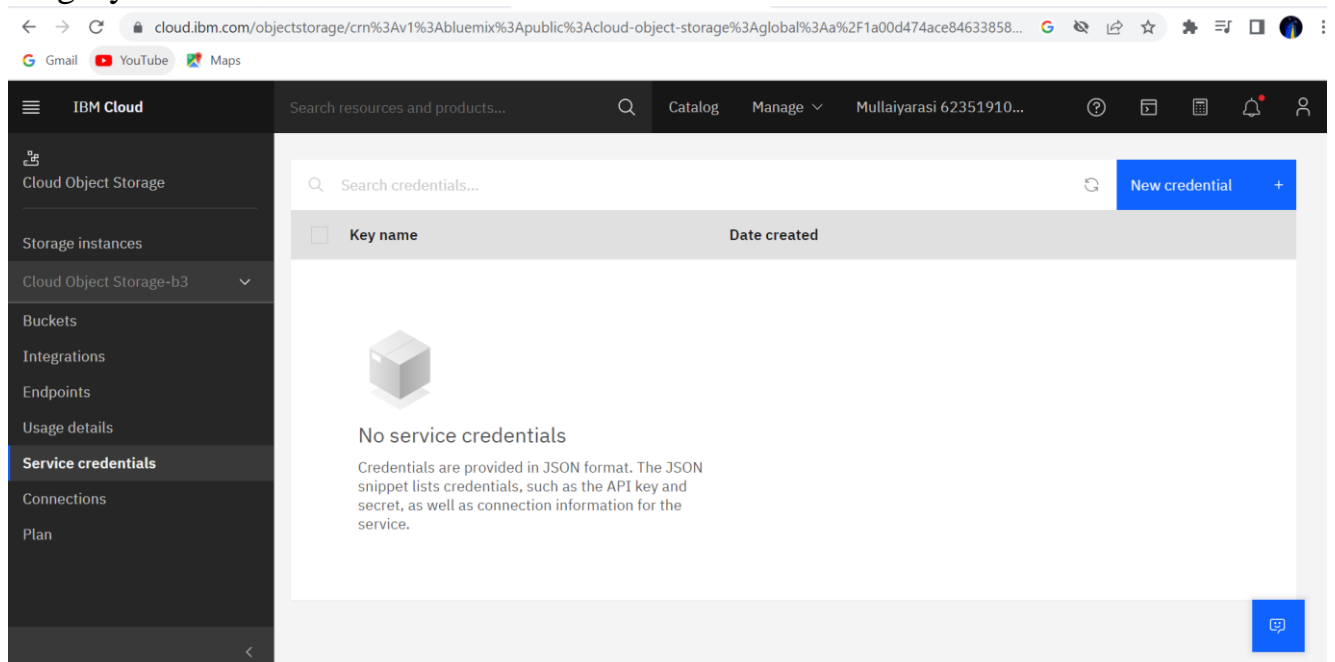 cloud.ibm.com/objectstorage/crn%3Av1%3Abluemix%3Apublic%3Acloud-object-storage%3Aglobal%3Aa%2F1a00d474ace84633858...
Gmail YouTube Maps
IBM Cloud Search resources and products... Catalog Manage Mullaiyarasi 62351910...
Cloud Object Storage
Search credentials... New credential +
Key name Date created
Storage instances
Cloud Object Storage-b3
Buckets
Integrations
Endpoints
Usage details
Service credentials
Connections
Plan
No service credentials
Credentials are provided in JSON format. The JSON
snippet lists credentials, such as the API key and
secret, as well as connection information for the
service.